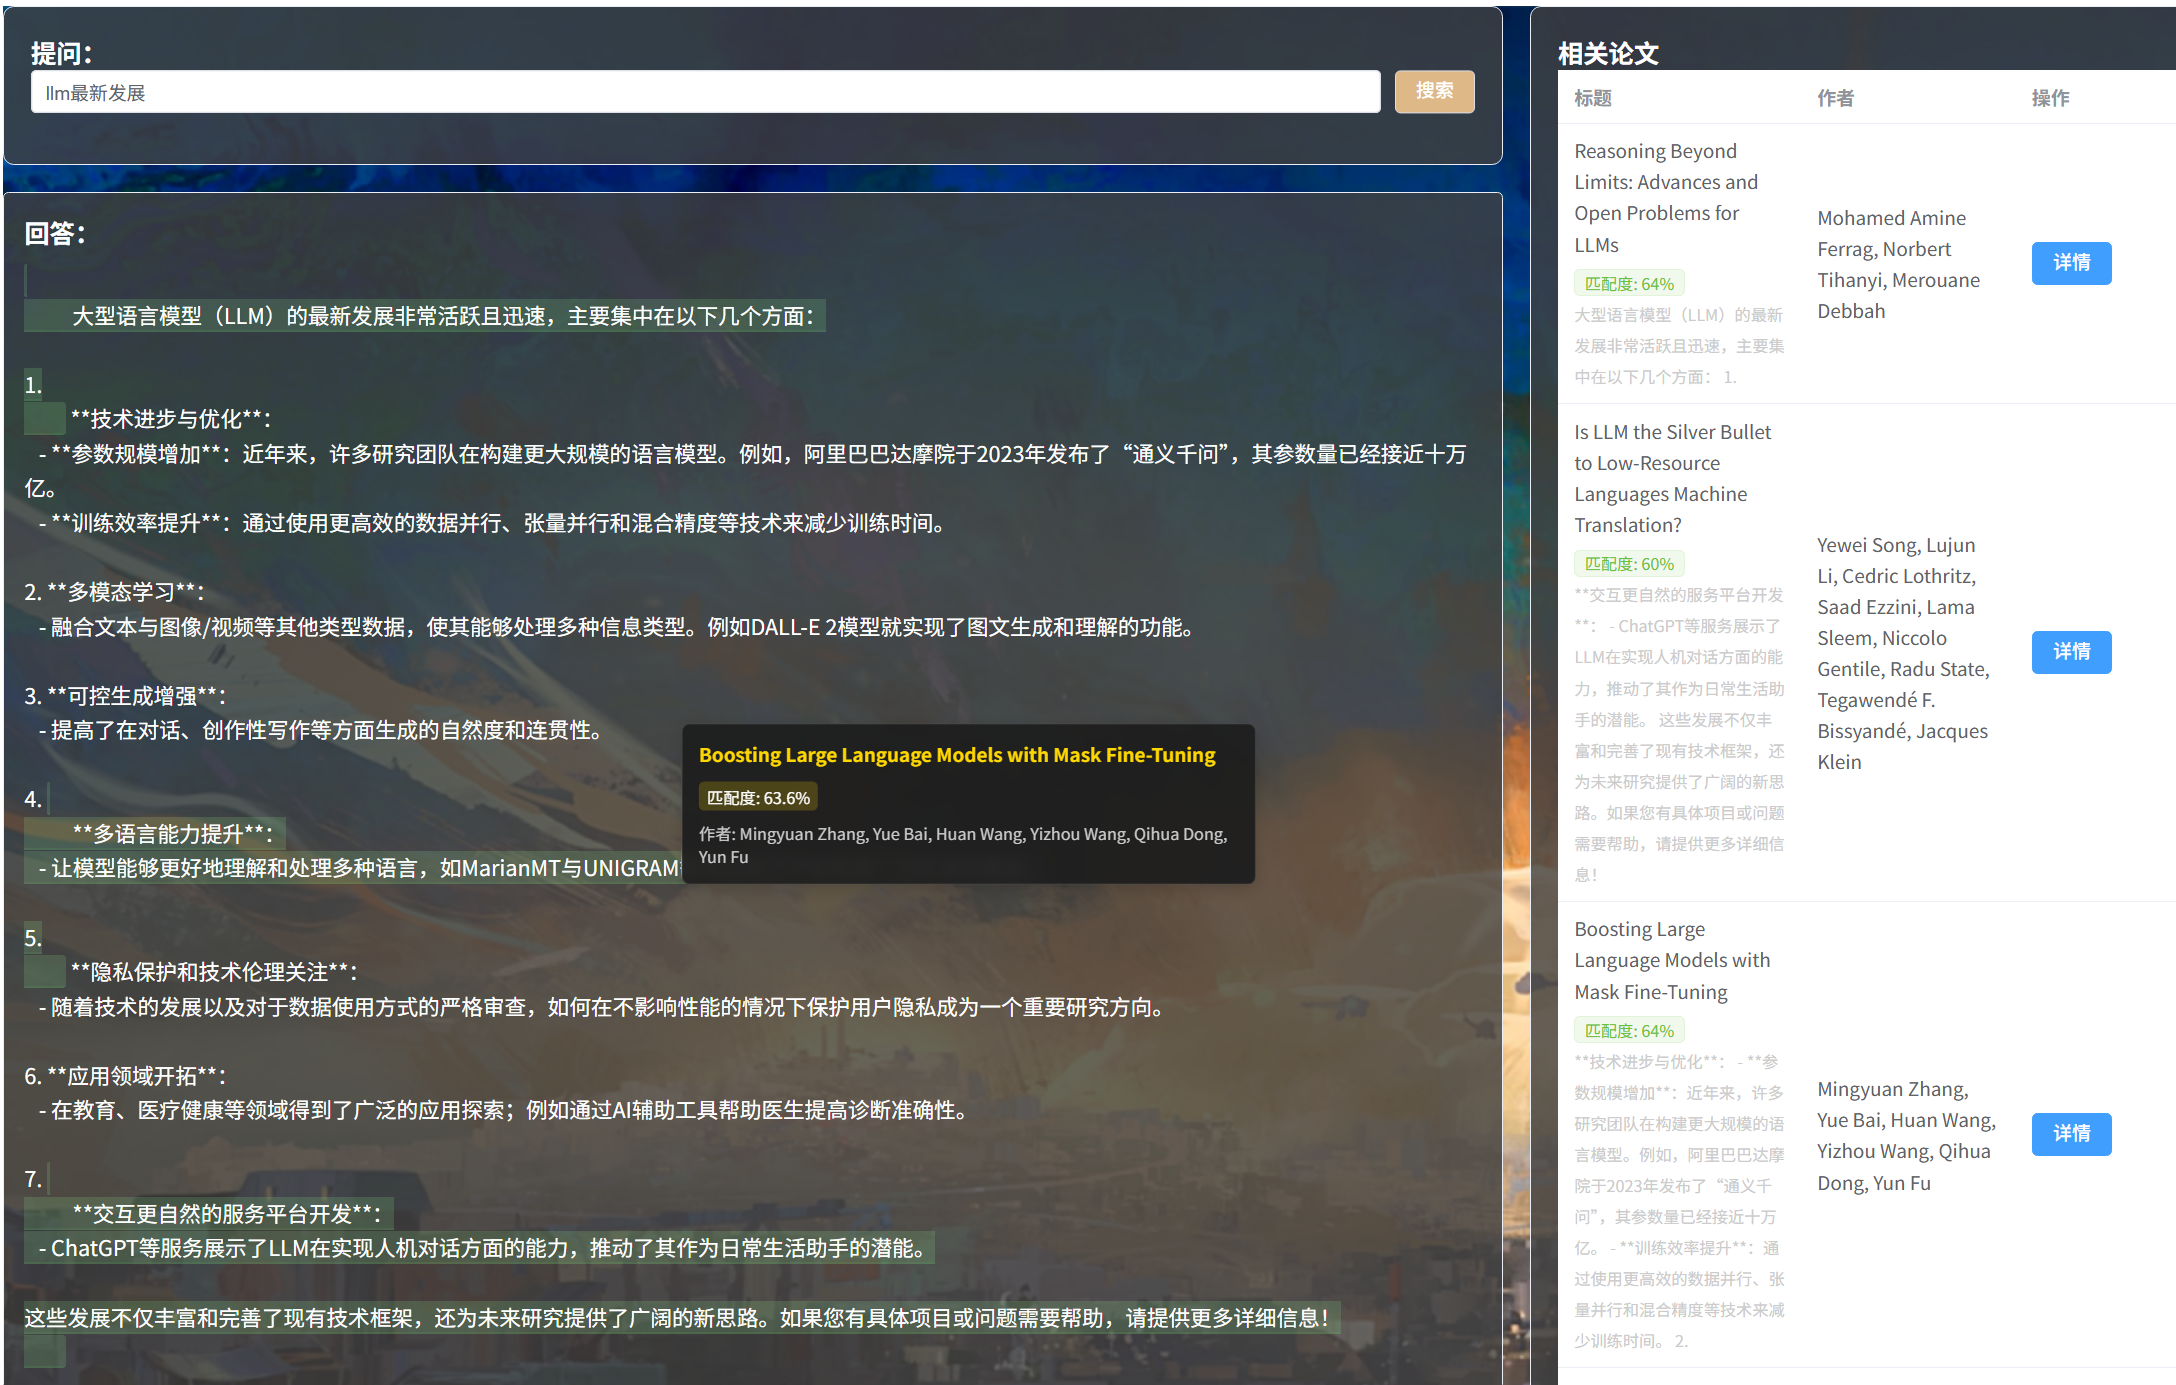 提问：
llm最新发展
搜索
回答：
大型语言模型（LLM）的最新发展非常活跃且迅速，主要集中在以下几个方面：
1.
**技术进步与优化**：
- **参数规模增加**：近年来，许多研究团队在构建更大规模的语言模型。例如，阿里巴巴达摩院于2023年发布了“通义千问”，其参数量已经接近十万
亿。
- **训练效率提升**：通过使用更高效的数据并行、张量并行和混合精度等技术来减少训练时间。
2. **多模态学习**：
- 融合文本与图像/视频等其他类型数据，使其能够处理多种信息类型。例如DALL-E 2模型就实现了图文生成和理解的功能。
3. **可控生成增强**：
- 提高了在对话、创作性写作等方面生成的自然度和连贯性。
4.
**多语言能力提升**：
- 让模型能够更好地理解和处理多种语言，如MarianMT与UNIGRAM
Boosting Large Language Models with Mask Fine-Tuning
匹配度: 63.6%
作者: Mingyuan Zhang, Yue Bai, Huan Wang, Yizhou Wang, Qihua Dong,
Yun Fu
5.
**隐私保护和技术伦理关注**：
- 随着技术的发展以及对于数据使用方式的严格审查，如何在不影响性能的情况下保护用户隐私成为一个重要研究方向。
6. **应用领域开拓**：
- 在教育、医疗健康等领域得到了广泛的应用探索；例如通过AI辅助工具帮助医生提高诊断准确性。
7.
**交互更自然的服务平台开发**：
- ChatGPT等服务展示了LLM在实现人机对话方面的能力，推动了其作为日常生活助手的潜能。
这些发展不仅丰富和完善了现有技术框架，还为未来研究提供了广阔的新思路。如果您有具体项目或问题需要帮助，请提供更多详细信息！
相关论文
标题 作者 操作
Reasoning Beyond
Limits: Advances and
Open Problems for
LLMs
匹配度: 64%
大型语言模型（LLM）的最新
发展非常活跃且迅速，主要集
中在以下几个方面： 1.
Mohamed Amine
Ferrag, Norbert
Tihanyi, Merouane
Debbah
详情
Is LLM the Silver Bullet
to Low-Resource
Languages Machine
Translation?
匹配度: 60%
**交互更自然的服务平台开发
**： - ChatGPT等服务展示了
LLM在实现人机对话方面的能
力，推动了其作为日常生活助
手的潜能。 这些发展不仅丰
富和完善了现有技术框架，还
为未来研究提供了广阔的新思
路。如果您有具体项目或问题
需要帮助，请提供更多详细信
息！
Yewei Song, Lujun
Li, Cedric Lothritz,
Saad Ezzini, Lama
Sleem, Niccolo
Gentile, Radu State,
Tegawendé F.
Bissyandé, Jacques
Klein
详情
Boosting Large
Language Models with
Mask Fine-Tuning
匹配度: 64%
**技术进步与优化**： - **参
数规模增加**：近年来，许多
研究团队在构建更大规模的语
言模型。例如，阿里巴巴达摩
院于2023年发布了“通义千
问”，其参数量已经接近十万
亿。 - **训练效率提升**：通
过使用更高效的数据并行、张
量并行和混合精度等技术来减
少训练时间。 2.
Mingyuan Zhang,
Yue Bai, Huan Wang,
Yizhou Wang, Qihua
Dong, Yun Fu
详情